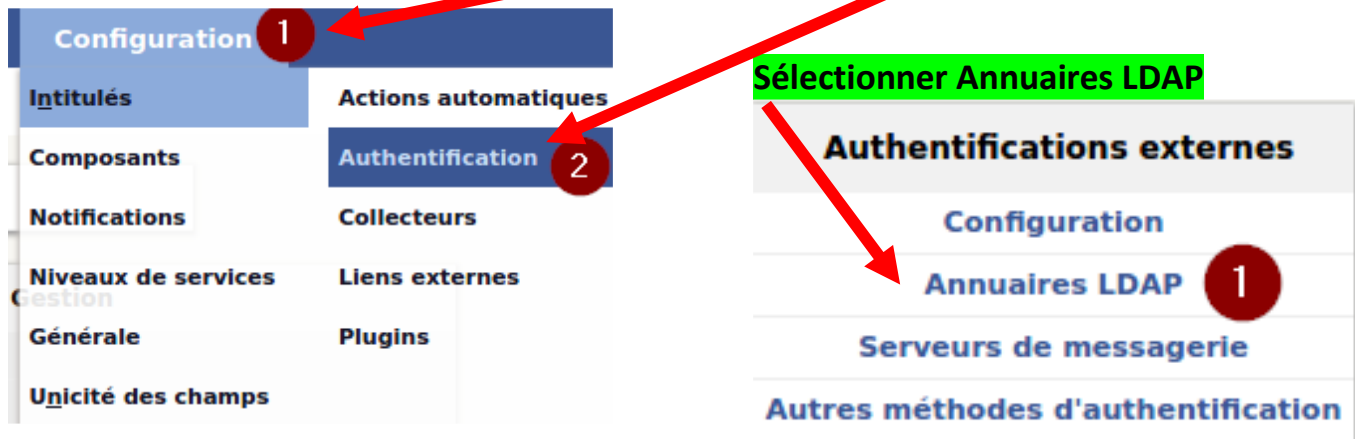 Configuration 1
Intitulés
Composants
Notifications
Niveaux de services
Gestion
Générale
Unicité des champs
Actions automatiques
Authentification 2
Collecteurs
Liens externes
Plugins
Sélectionner Annuaires LDAP
Authentifications externes
Configuration
Annuaires LDAP 1
Serveurs de messagerie
Autres méthodes d'authentification